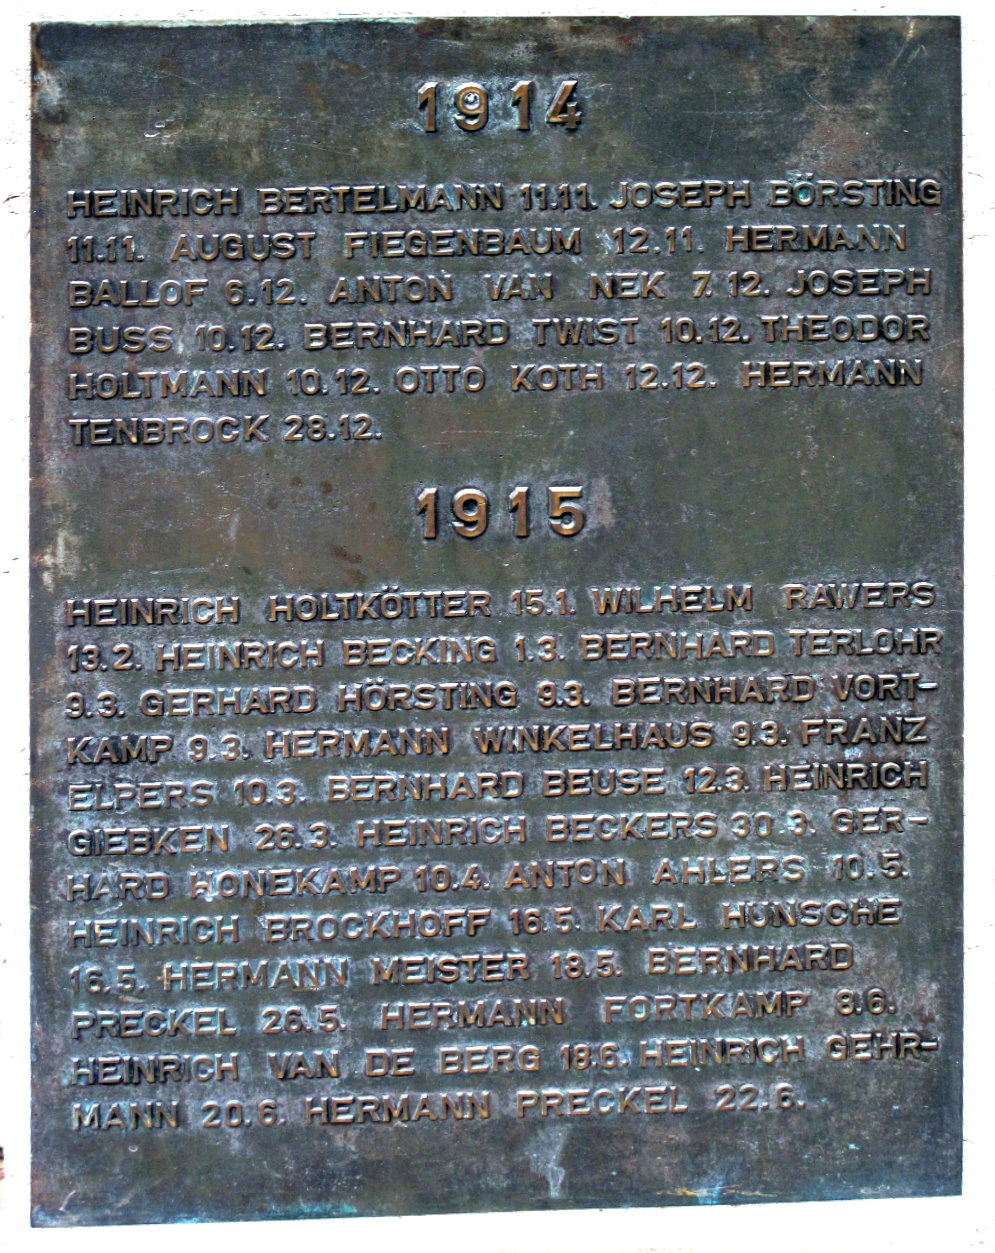 1914
HEINRICH BERTELMANN 11.11. JOSEPH BÖRSTING
11.11. AUGUST FIEGENBAUM 12.11. HERMANN
BALLOF 6.12. ANTON VAN NEK 7.12. JOSEPH
BUSS 10.12. BERNHARD TWIST 10.12. THEODOR
HOLTMANN 10.12. OTTO KOTH 12.12. HERMANN
TENBROCK 28.12.
1915
HEINRICH HOLTKÖTTER 15.1. WILHELM RAWERS
13.2. HEINRICH BECKING 1.3. BERNHARD TERLOHR
9.3. GERHARD HÖRSTING 9.3. BERNHARD VORT-
KAMP 9.3. HERMANN WINKELHAUS 9.3. FRANZ
ELPERS 10.3. BERNHARD BEUSE 12.3. HEINRICH
GIEBKEN 26.3. HEINRICH BECKERS 30.3. GER-
HARD HONEKAMP 10.4. ANTON AHLERS 10.5.
HEINRICH BROCKHOFF 16.5. KARL HÜNSCHE
16.5. HERMANN MEISTER 18.5. BERNHARD
PRECKEL 26.5. HERMANN FORTKAMP 8.6.
HEINRICH VAN DE BERG 18.6. HEINRICH GEHR-
MANN 20.6. HERMANN PRECKEL 22.6.